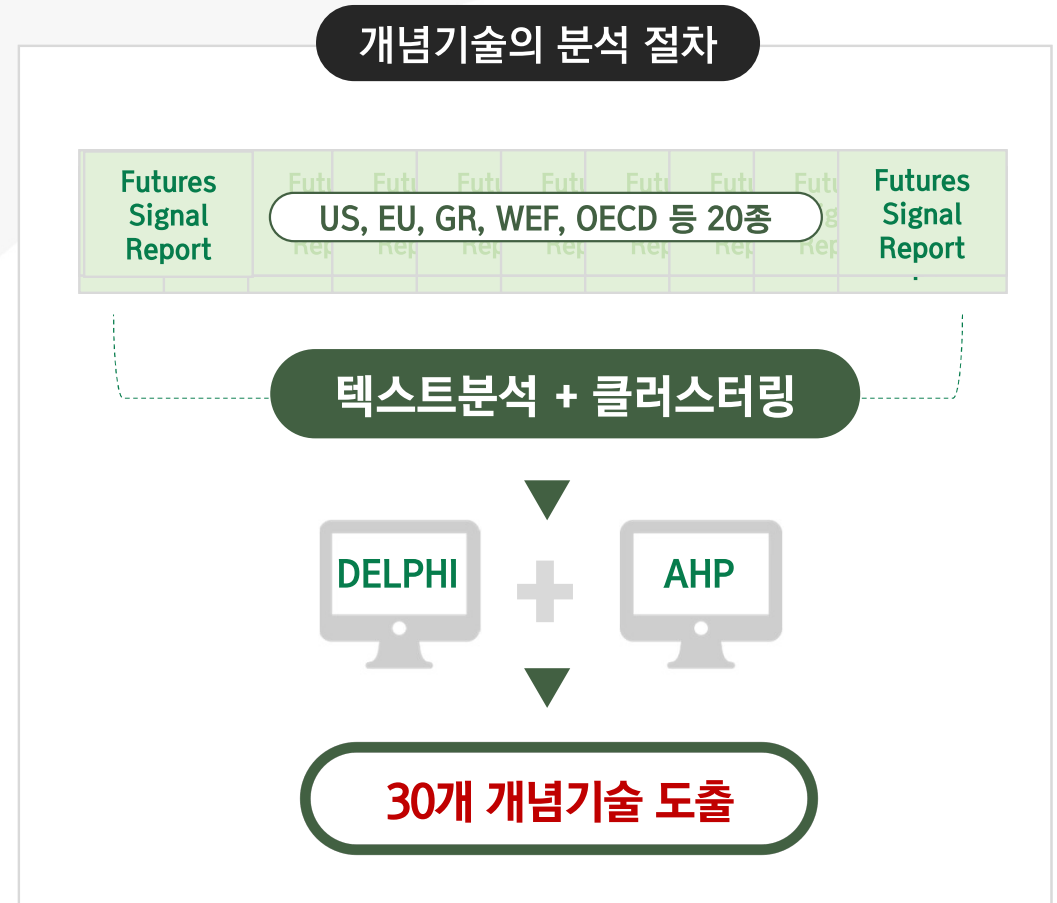 개념기술의 분석 절차
Futures
Signal
Report
US, EU, GR, WEF, OECD 등 20종
Futures
Signal
Report
텍스트분석 + 클러스터링
DELPHI
AHP
30개 개념기술 도출